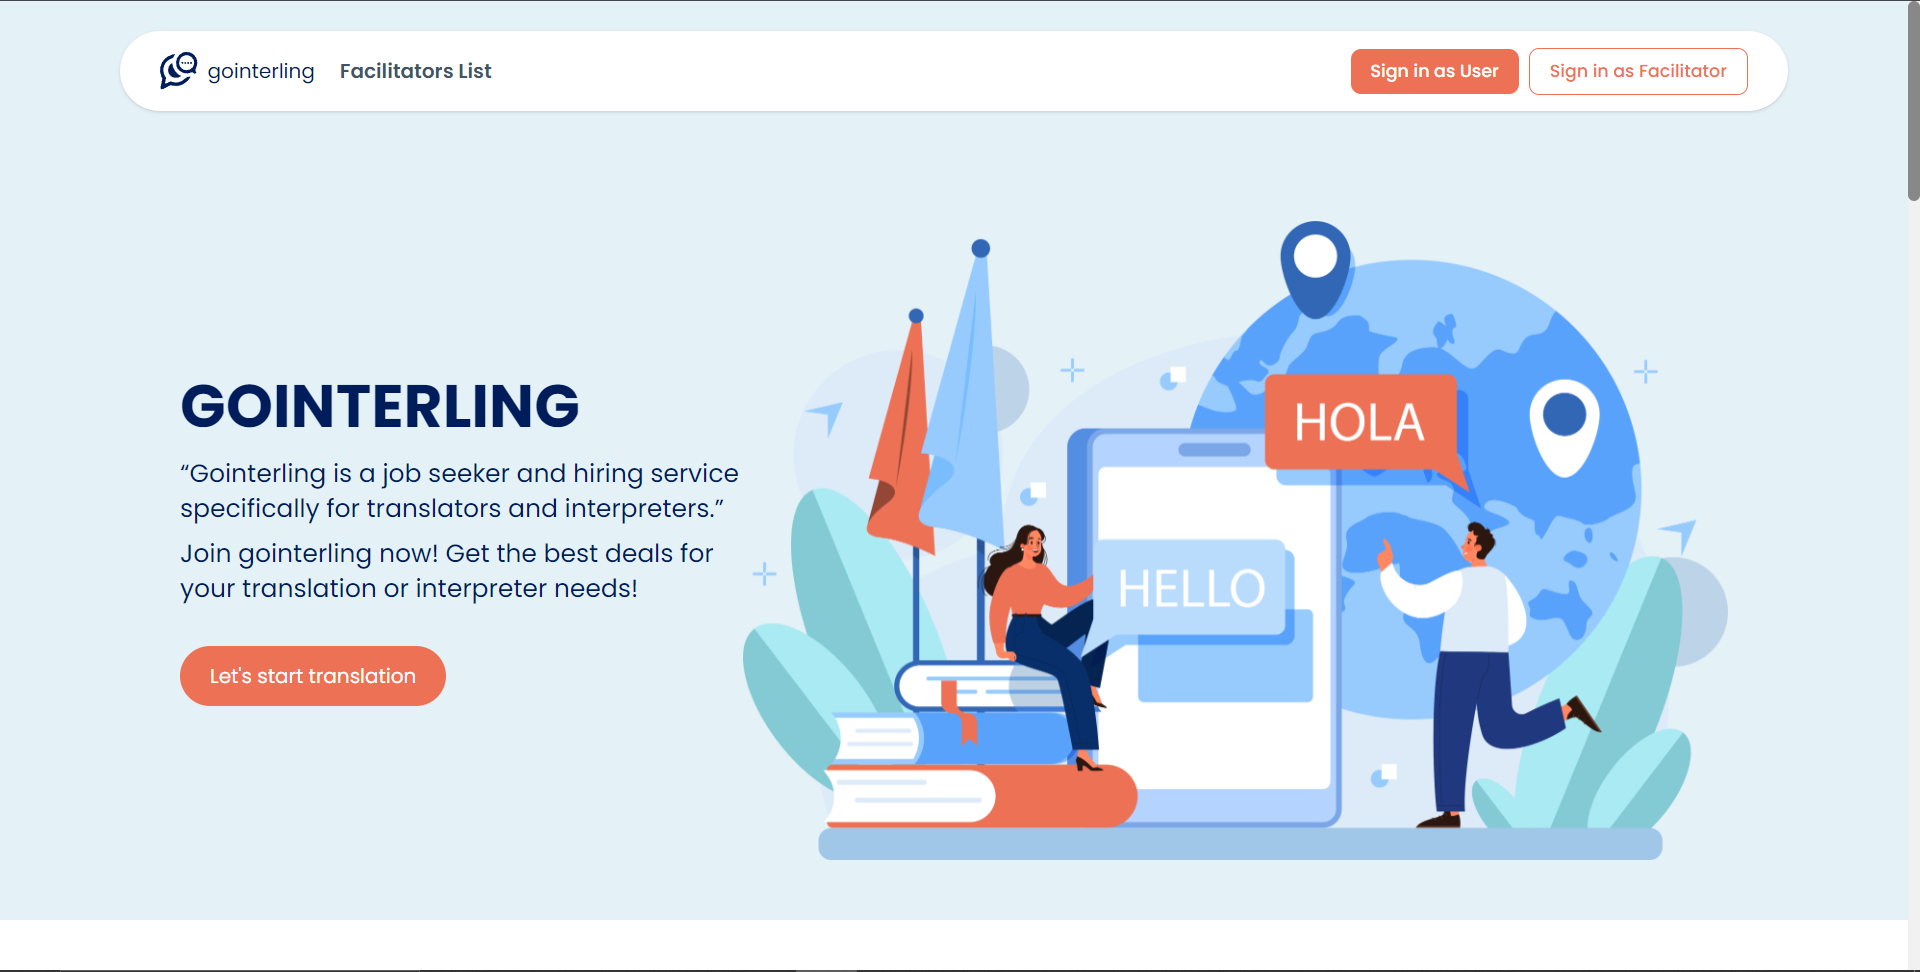 gointerling
Facilitators List
Sign in as User
Sign in as Facilitator
GOINTERLING
“Gointerling is a job seeker and hiring service
specifically for translators and interpreters.”
Join gointerling now! Get the best deals for
your translation or interpreter needs!
Let's start translation
HOLA
HELLO